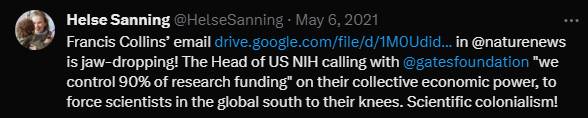 Helse Sanning @HelseSanning · May 6, 2021
Francis Collins’ email drive.google.com/file/d/1M0Udid... in @naturenews
is jaw-dropping! The Head of US NIH calling with @gatesfoundation "we
control 90% of research funding" on their collective economic power, to
force scientists in the global south to their knees. Scientific colonialism!